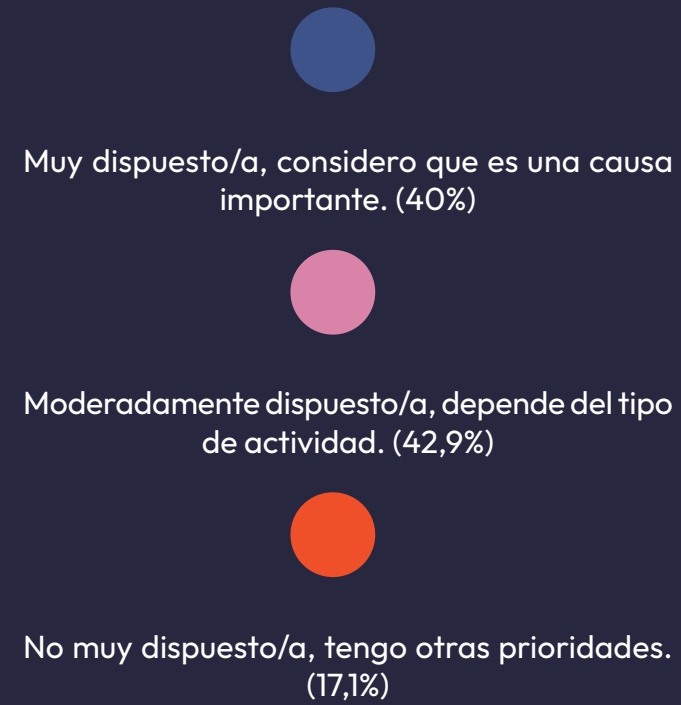 Muy dispuesto/a, considero que es una causa
importante. (40%)
Moderadamente dispuesto/a, depende del tipo
de actividad. (42,9%)
No muy dispuesto/a, tengo otras prioridades.
(17,1%)